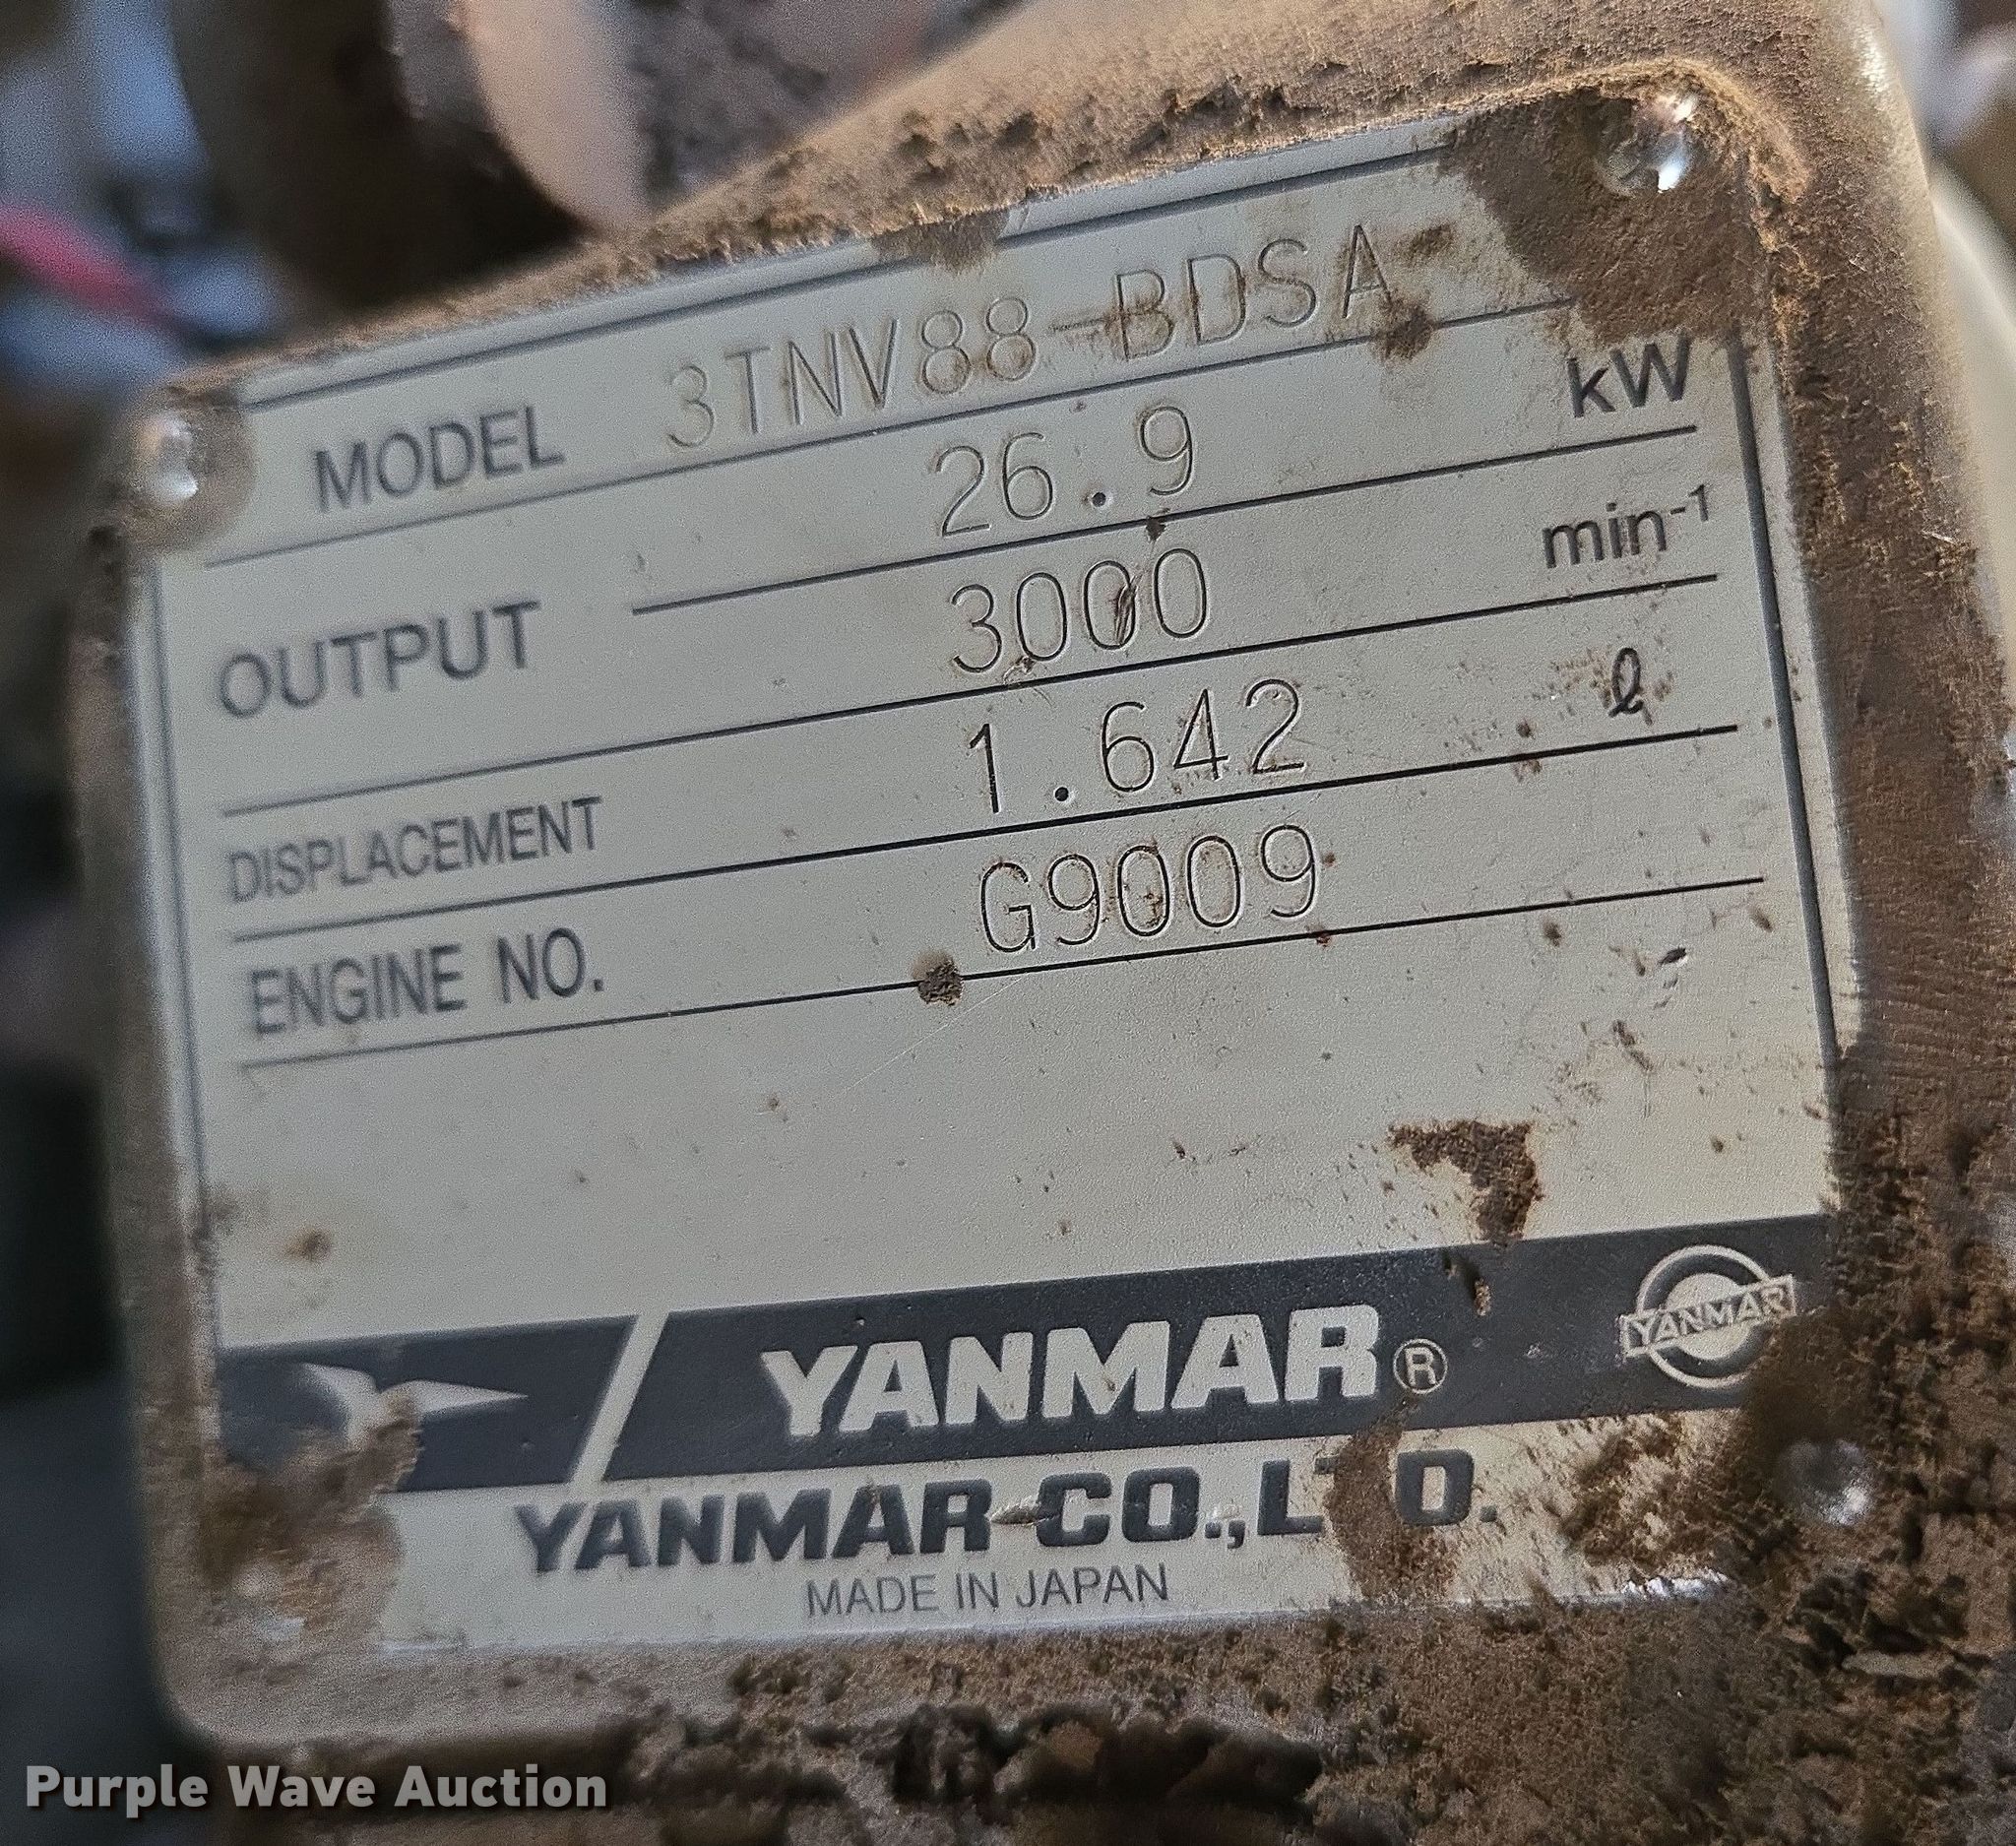 MODEL 3TNV88-BDSA
OUTPUT 26.9 kW
3000 min⁻¹
DISPLACEMENT 1.642 ℓ
ENGINE NO. G9009
YANMAR® YANMAR
YANMAR CO.,LTD.
MADE IN JAPAN
Purple Wave Auction